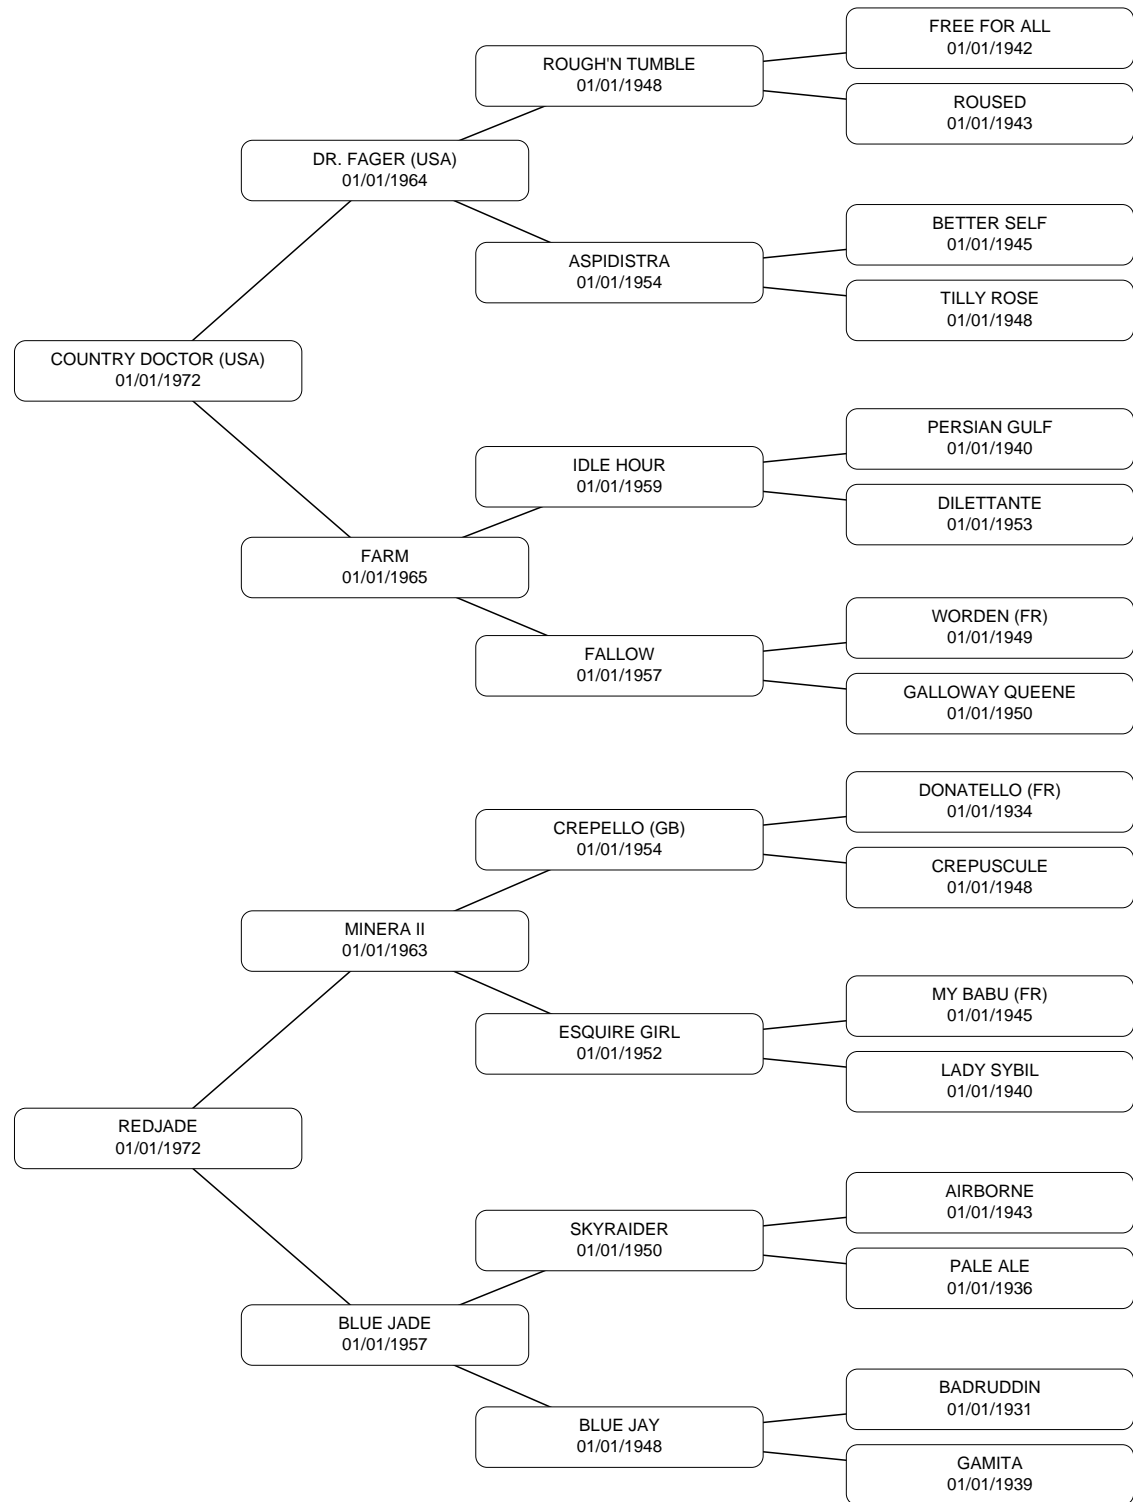 FREE FOR ALL
01/01/1942
ROUGH'N TUMBLE
01/01/1948
ROUSED
01/01/1943
DR. FAGER (USA)
01/01/1964
BETTER SELF
01/01/1945
ASPIDISTRA
01/01/1954
TILLY ROSE
01/01/1948
COUNTRY DOCTOR (USA)
01/01/1972
PERSIAN GULF
01/01/1940
IDLE HOUR
01/01/1959
DILETTANTE
01/01/1953
FARM
01/01/1965
WORDEN (FR)
01/01/1949
FALLOW
01/01/1957
GALLOWAY QUEENE
01/01/1950
DONATELLO (FR)
01/01/1934
CREPELLO (GB)
01/01/1954
CREPUSCULE
01/01/1948
MINERA II
01/01/1963
MY BABU (FR)
01/01/1945
ESQUIRE GIRL
01/01/1952
LADY SYBIL
01/01/1940
REDJADE
01/01/1972
AIRBORNE
01/01/1943
SKYRAIDER
01/01/1950
PALE ALE
01/01/1936
BLUE JADE
01/01/1957
BADRUDDIN
01/01/1931
BLUE JAY
01/01/1948
GAMITA
01/01/1939